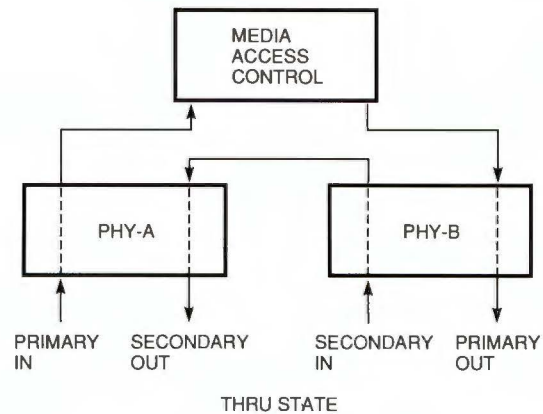 MEDIA
ACCESS
CONTROL
PHY-A
PHY-B
PRIMARY
IN
SECONDARY
OUT
SECONDARY
IN
PRIMARY
OUT
THRU STATE